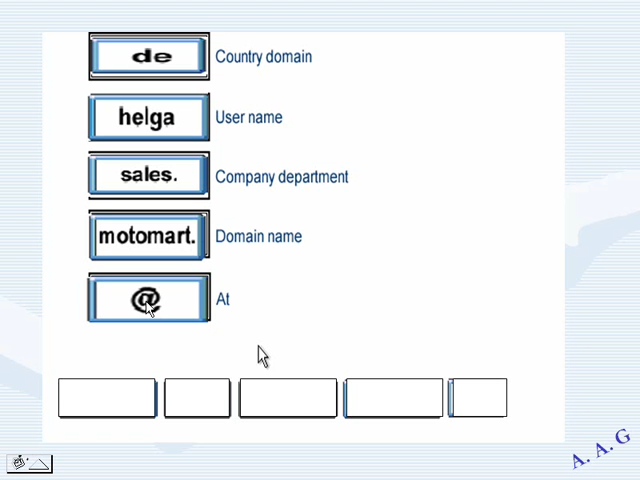 de Country domain
helga User name
sales. Company department
motomart. Domain name
@ At
A. A. G